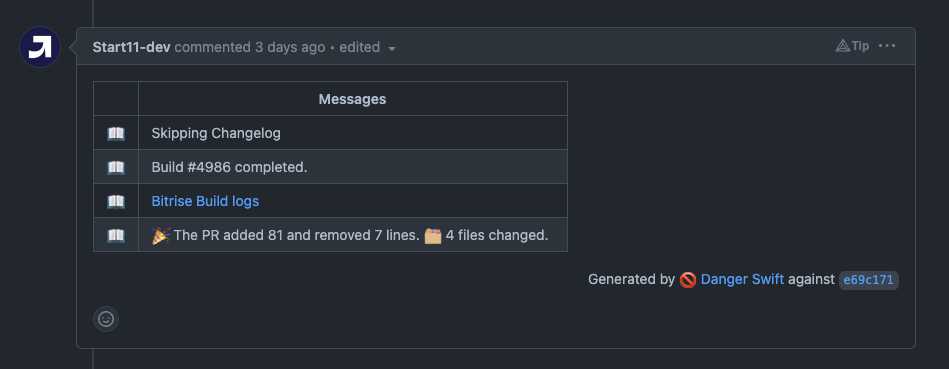 Start11-dev commented 3 days ago • edited
Tip
Messages
Skipping Changelog
Build #4986 completed.
Bitrise Build logs
🎉 The PR added 81 and removed 7 lines. 🗂 4 files changed.
Generated by 🚫 Danger Swift against e69c171